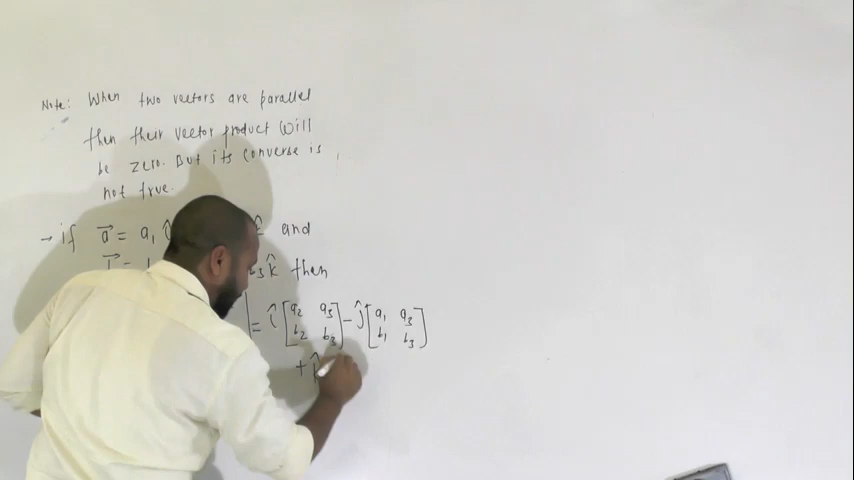 Note: When two vectors are parallel
then their vector product will
be zero. But its converse is
not true.
→ if a⃗ = a₁ k̂ and
b₃k̂ then
= î [a₂ a₃ b₂ b₃] - ĵ [a₁ a₃ b₁ b₃]
+